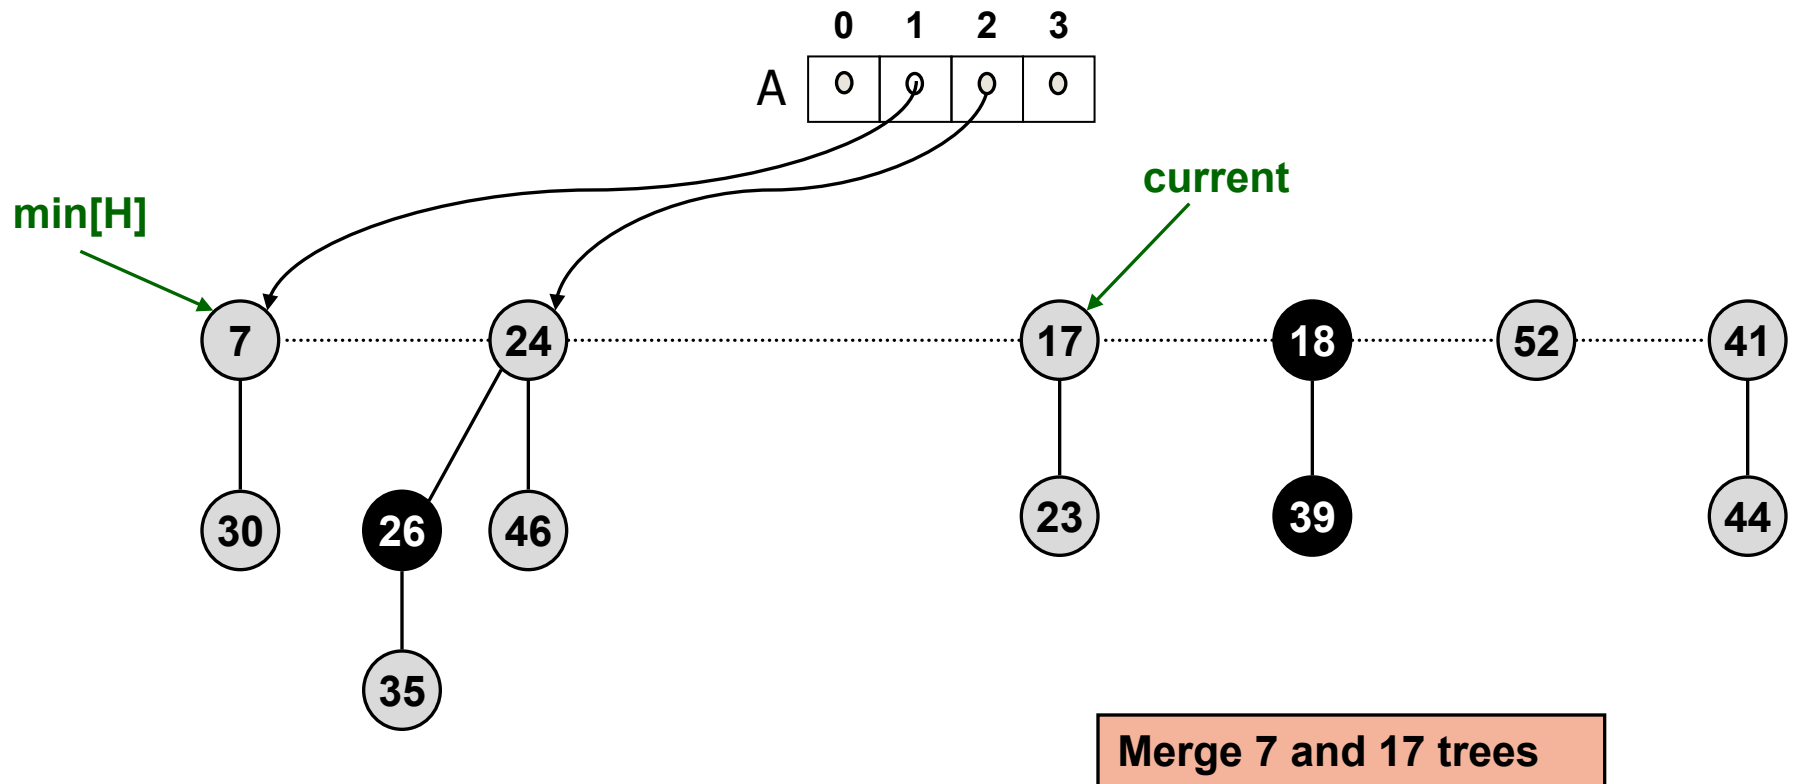 0 1 2 3
A
current
min[H]
7 24 17 18 52 41
30 26 46 23 39 44
35
Merge 7 and 17 trees